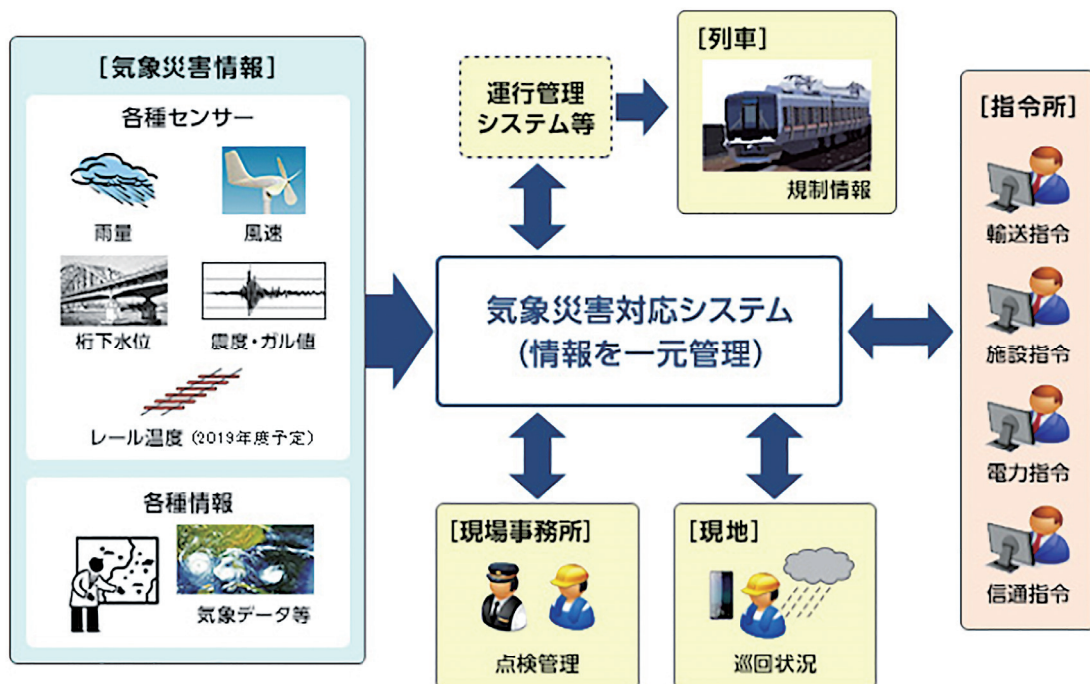 [気象災害情報]
各種センサー
雨量
風速
桁下水位
震度・ガル値
レール温度 (2019年度予定)
各種情報
気象データ等
運行管理
システム等
[列車]
規制情報
気象災害対応システム
(情報を一元管理)
[現場事務所]
点検管理
[現地]
巡回状況
[指令所]
輸送指令
施設指令
電力指令
信通指令